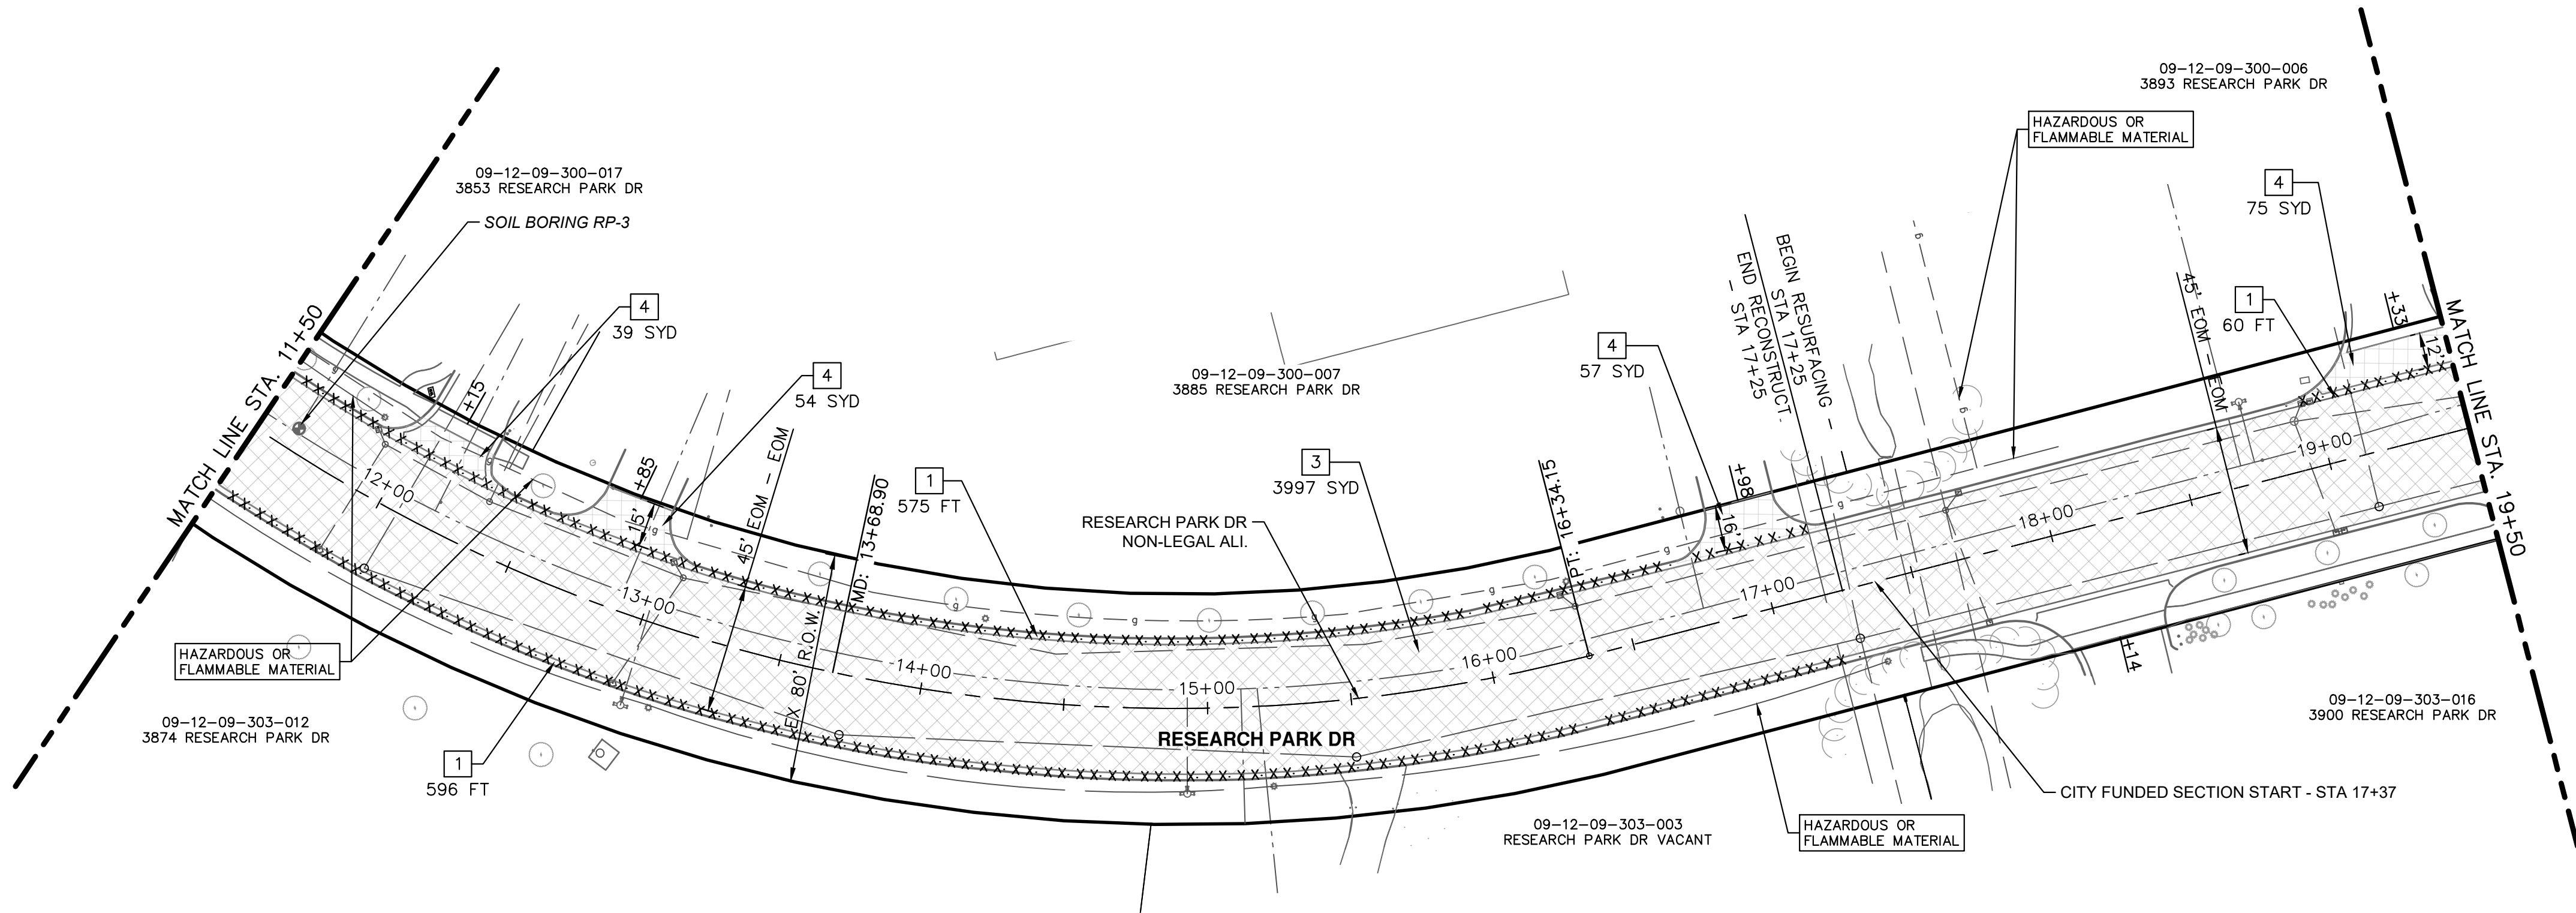 09-12-09-300-006
3893 RESEARCH PARK DR
HAZARDOUS OR
FLAMMABLE MATERIAL
09-12-09-300-017
3853 RESEARCH PARK DR
SOIL BORING RP-3
4
75 SYD
4
39 SYD
1
60 FT
+33
12'
MATCH LINE STA. 19+50
MATCH LINE STA. 11+50
BEGIN RESURFACING -
STA 17+25
END RECONSTRUCT.
- STA 17+25
45' EOM - EOM
4
57 SYD
4
54 SYD
09-12-09-300-007
3885 RESEARCH PARK DR
+15
+85
15'
45' EOM - EOM
1
575 FT
3
3997 SYD
RESEARCH PARK DR
NON-LEGAL ALI.
MD: 13+68.90
PT: 16+34.15
+98
16'
12+00
13+00
14+00
15+00
16+00
17+00
18+00
19+00
EX 80' R.O.W.
RESEARCH PARK DR
HAZARDOUS OR
FLAMMABLE MATERIAL
09-12-09-303-012
3874 RESEARCH PARK DR
1
596 FT
+14
09-12-09-303-016
3900 RESEARCH PARK DR
CITY FUNDED SECTION START - STA 17+37
09-12-09-303-003
RESEARCH PARK DR VACANT
HAZARDOUS OR
FLAMMABLE MATERIAL